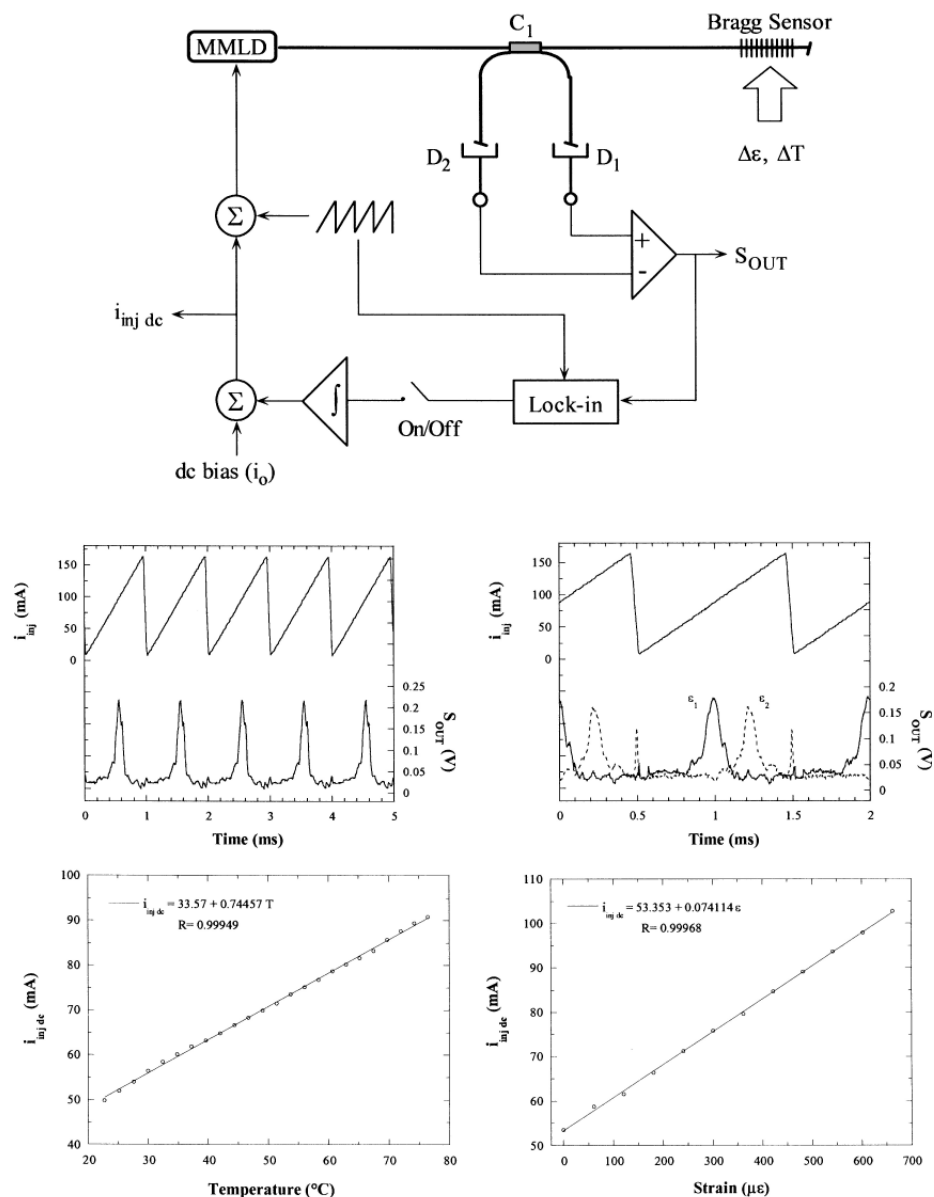 MMLD
C1
Bragg Sensor
D2
D1
Δε, ΔT
Σ
+
-
SOUT
iinj dc
Σ
∫
On/Off
Lock-in
dc bias (io)
iinj (mA)
150
100
50
0
0.25
0.2
0.15
0.1
0.05
0
SOUT (V)
0 1 2 3 4 5
Time (ms)
iinj (mA)
150
100
50
0
ε1
ε2
0.2
0.15
0.1
0.05
0
SOUT (V)
0 0.5 1 1.5 2
Time (ms)
iinj dc (mA)
100
90
80
70
60
50
40
iinj dc = 33.57 + 0.74457 T
R= 0.99949
20 30 40 50 60 70 80
Temperature (°C)
iinj dc (mA)
110
100
90
80
70
60
50
iinj dc = 53.353 + 0.074114 ε
R= 0.99968
0 100 200 300 400 500 600 700
Strain (με)